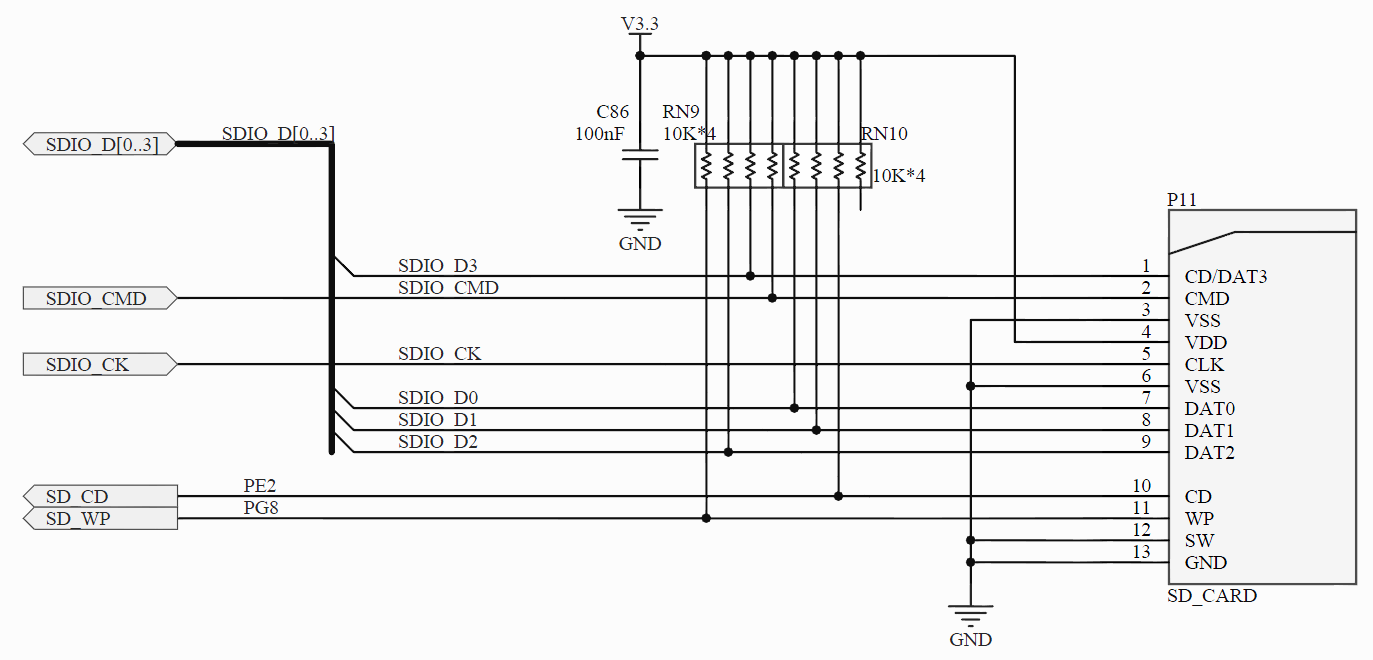 V3.3
C86
100nF
RN9
10K*4
RN10
10K*4
GND
SDIO_D[0..3]
SDIO_D[0..3]
SDIO_CMD
SDIO_CK
SDIO_D3
SDIO_CMD
SDIO_CK
SDIO_D0
SDIO_D1
SDIO_D2
SD_CD
SD_WP
PE2
PG8
P11
1 CD/DAT3
2 CMD
3 VSS
4 VDD
5 CLK
6 VSS
7 DAT0
8 DAT1
9 DAT2
10 CD
11 WP
12 SW
13 GND
SD_CARD
GND